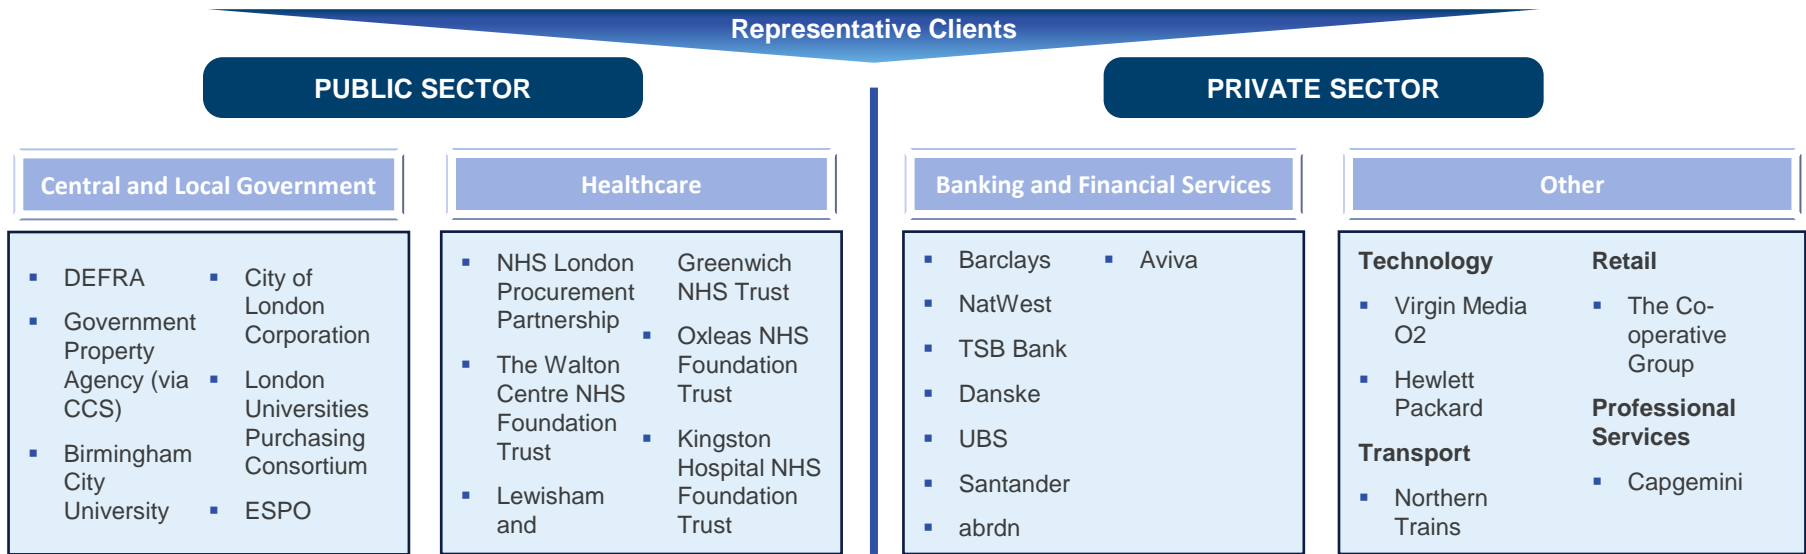 Representative Clients
PUBLIC SECTOR
PRIVATE SECTOR
Central and Local Government
DEFRA
Government
Property
Agency (via
CCS)
Birmingham
City
University
City of
London
Corporation
London
Universities
Purchasing
Consortium
ESPO
Healthcare
NHS London
Procurement
Partnership
The Walton
Centre NHS
Foundation
Trust
Lewisham
and
Greenwich
NHS Trust
Oxleas NHS
Foundation
Trust
Kingston
Hospital NHS
Foundation
Trust
Banking and Financial Services
Barclays
NatWest
TSB Bank
Danske
UBS
Santander
abrdn
Aviva
Other
Technology
Virgin Media
O2
Hewlett
Packard
Transport
Northern
Trains
Retail
The Co-
operative
Group
Professional
Services
Capgemini